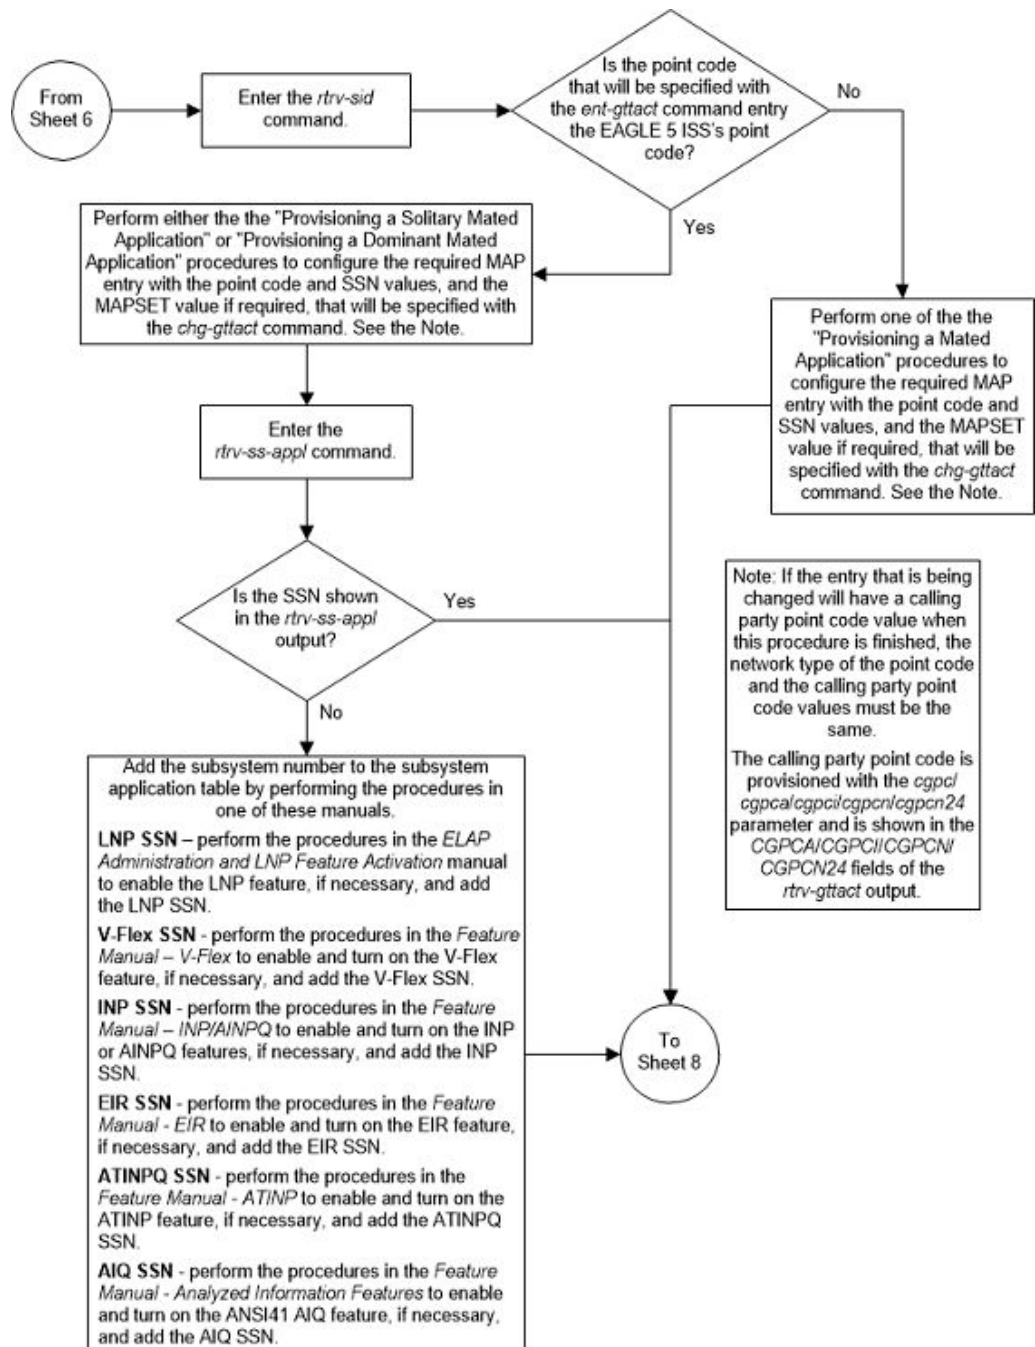 From
Sheet 6
Enter the rtrv-sid
command.
Is the point code
that will be specified with
the ent-gttact command entry
the EAGLE 5 ISS's point
code?
No
Yes
Perform either the the "Provisioning a Solitary Mated
Application" or "Provisioning a Dominant Mated
Application" procedures to configure the required MAP
entry with the point code and SSN values, and the
MAPSET value if required, that will be specified with
the chg-gttact command. See the Note.
Perform one of the the
"Provisioning a Mated
Application" procedures to
configure the required MAP
entry with the point code and
SSN values, and the MAPSET
value if required, that will be
specified with the chg-gttact
command. See the Note.
Enter the
rtrv-ss-appl command.
Is the SSN shown
in the rtrv-ss-appl
output?
Yes
No
Note: If the entry that is being
changed will have a calling
party point code value when
this procedure is finished, the
network type of the point code
and the calling party point
code values must be the
same.
The calling party point code is
provisioned with the cgpc/
cgpca/cgpci/cgpcn/cgpcn24
parameter and is shown in the
CGPCA/CGPCI/CGPCN/
CGPCN24 fields of the
rtrv-gttact output.
Add the subsystem number to the subsystem
application table by performing the procedures in
one of these manuals.
LNP SSN – perform the procedures in the ELAP
Administration and LNP Feature Activation manual
to enable the LNP feature, if necessary, and add
the LNP SSN.
V-Flex SSN - perform the procedures in the Feature
Manual – V-Flex to enable and turn on the V-Flex
feature, if necessary, and add the V-Flex SSN.
INP SSN - perform the procedures in the Feature
Manual – INP/AINPQ to enable and turn on the INP
or AINPQ features, if necessary, and add the INP
SSN.
EIR SSN - perform the procedures in the Feature
Manual - EIR to enable and turn on the EIR feature,
if necessary, and add the EIR SSN.
ATINPQ SSN - perform the procedures in the
Feature Manual - ATINP to enable and turn on the
ATINP feature, if necessary, and add the ATINPQ
SSN.
AIQ SSN - perform the procedures in the Feature
Manual - Analyzed Information Features to enable
and turn on the ANSI41 AIQ feature, if necessary,
and add the AIQ SSN.
To
Sheet 8